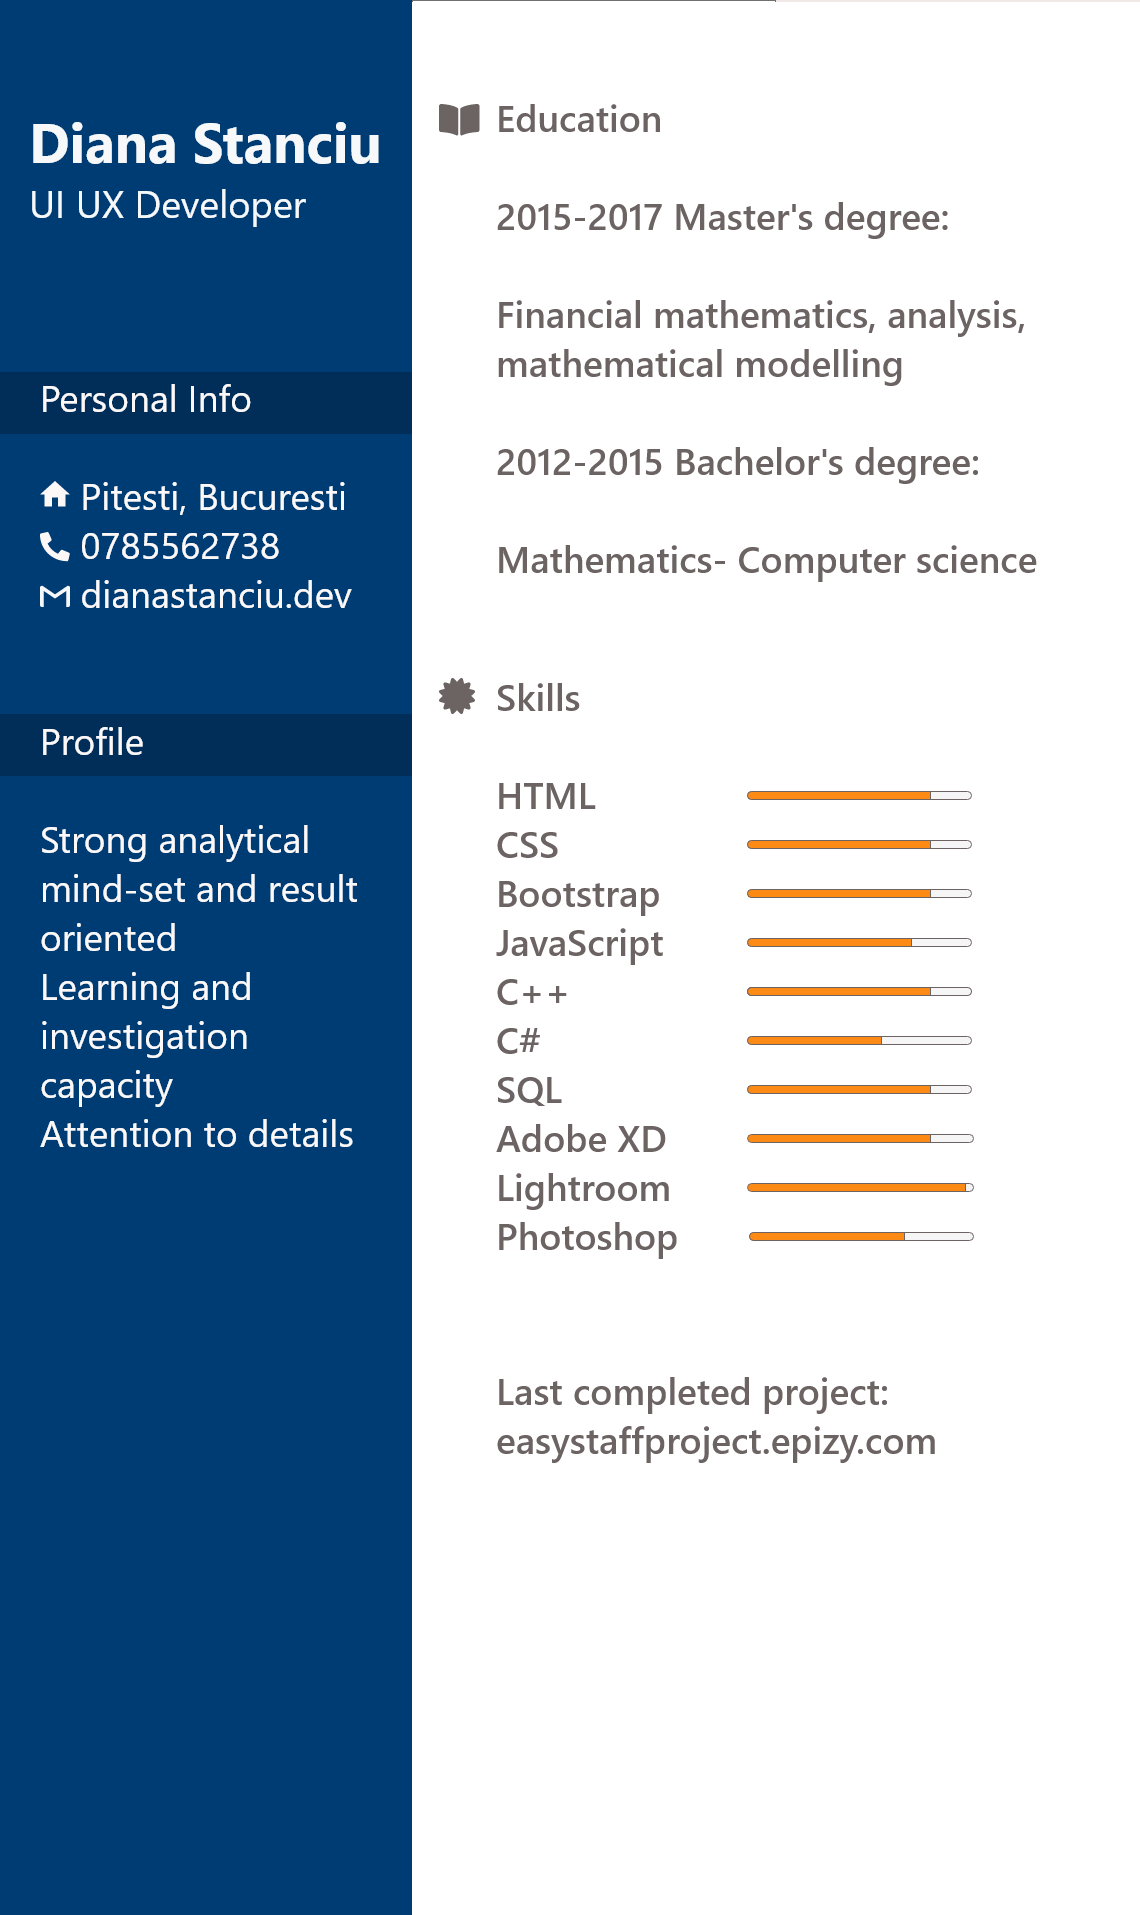 Diana Stanciu
UI UX Developer
Personal Info
Pitesti, Bucuresti
0785562738
dianastanciu.dev
Profile
Strong analytical
mind-set and result
oriented
Learning and
investigation
capacity
Attention to details
Education
2015-2017 Master's degree:
Financial mathematics, analysis,
mathematical modelling
2012-2015 Bachelor's degree:
Mathematics- Computer science
Skills
HTML
CSS
Bootstrap
JavaScript
C++
C#
SQL
Adobe XD
Lightroom
Photoshop
Last completed project:
easystaffproject.epizy.com